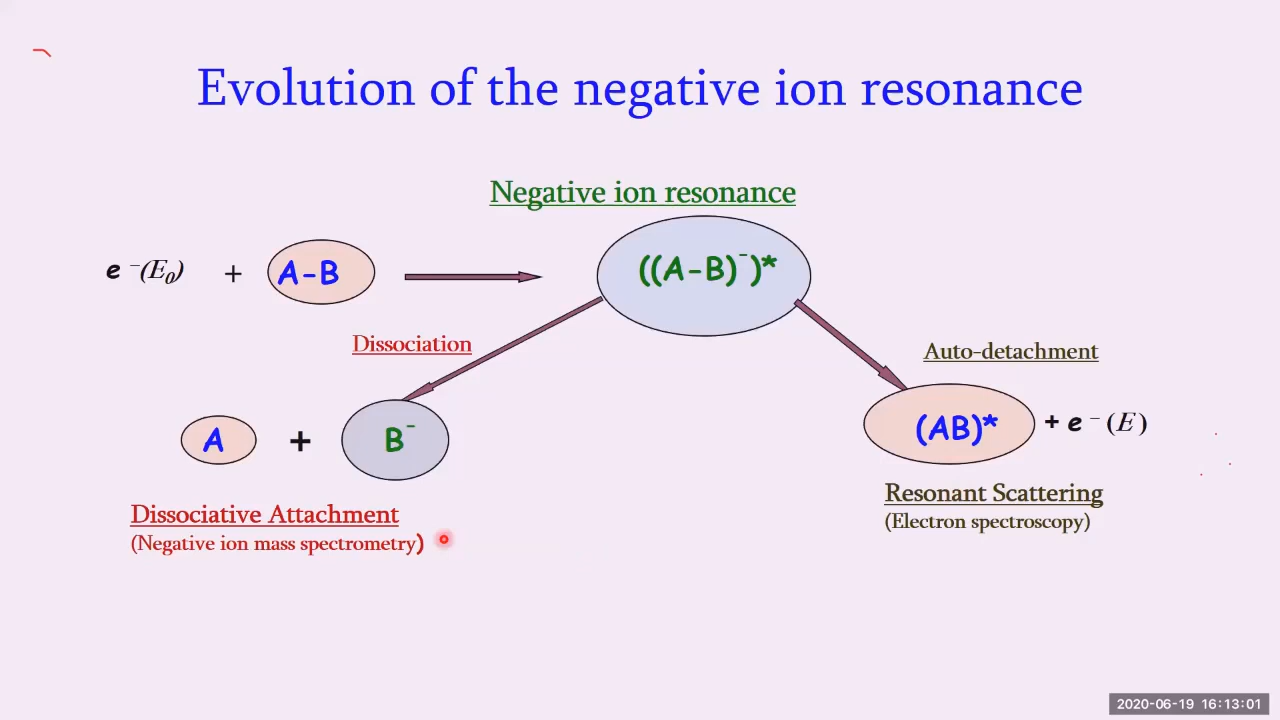 Evolution of the negative ion resonance
Negative ion resonance
e ⁻(E₀) + A-B ((A-B)⁻)*
Dissociation
Auto-detachment
A + B⁻
(AB)* + e ⁻ (E)
Resonant Scattering
(Electron spectroscopy)
Dissociative Attachment
(Negative ion mass spectrometry)
2020-06-19 16:13:01